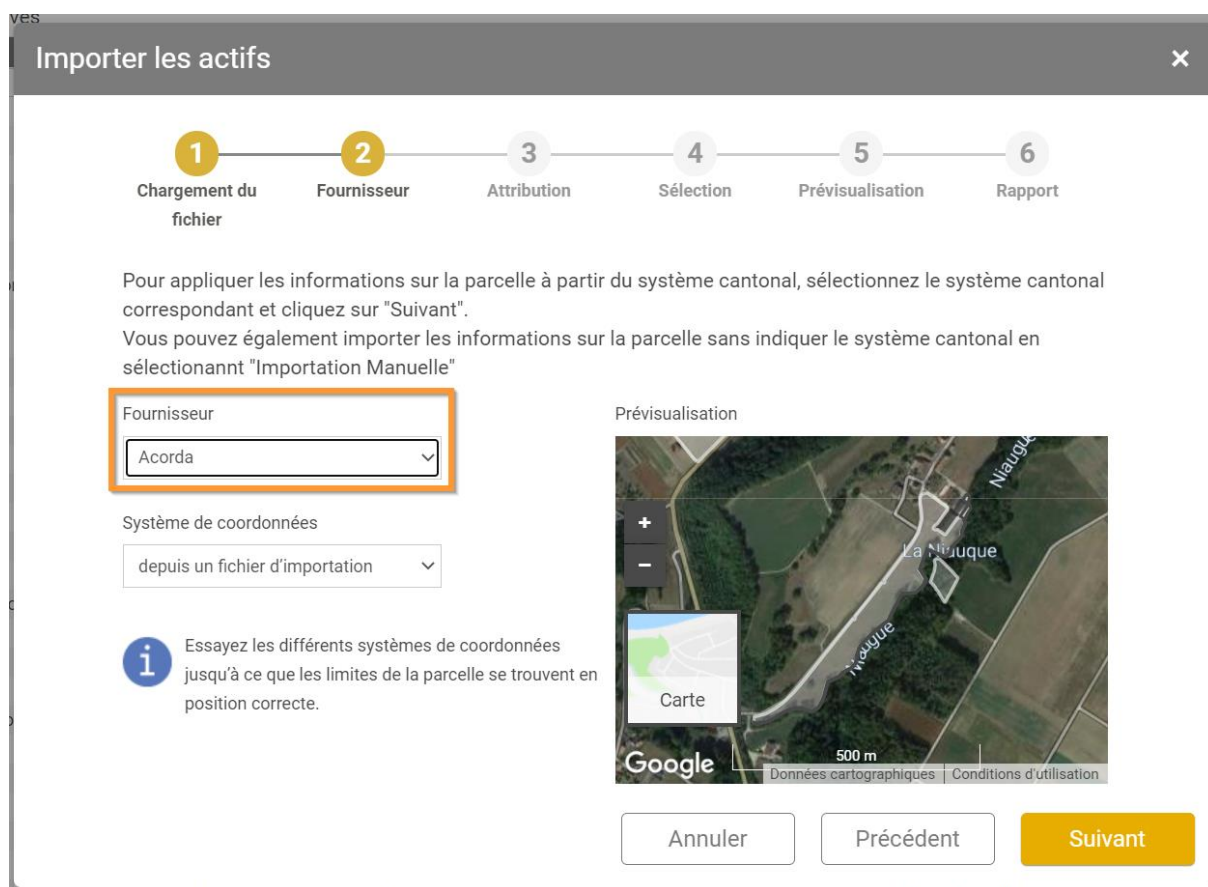 Importer les actifs
×
1
2
3
4
5
6
Chargement du
fichier
Fournisseur
Attribution
Sélection
Prévisualisation
Rapport
Pour appliquer les informations sur la parcelle à partir du système cantonal, sélectionnez le système cantonal
correspondant et cliquez sur "Suivant".
Vous pouvez également importer les informations sur la parcelle sans indiquer le système cantonal en
sélectionannt "Importation Manuelle"
Fournisseur
Acorda
Système de coordonnées
depuis un fichier d'importation
i
Essayez les différents systèmes de coordonnées
jusqu'à ce que les limites de la parcelle se trouvent en
position correcte.
Prévisualisation
Niauque
La Niauque
Niauque
+
−
Carte
Google
500 m
Données cartographiques
Conditions d'utilisation
Annuler
Précédent
Suivant